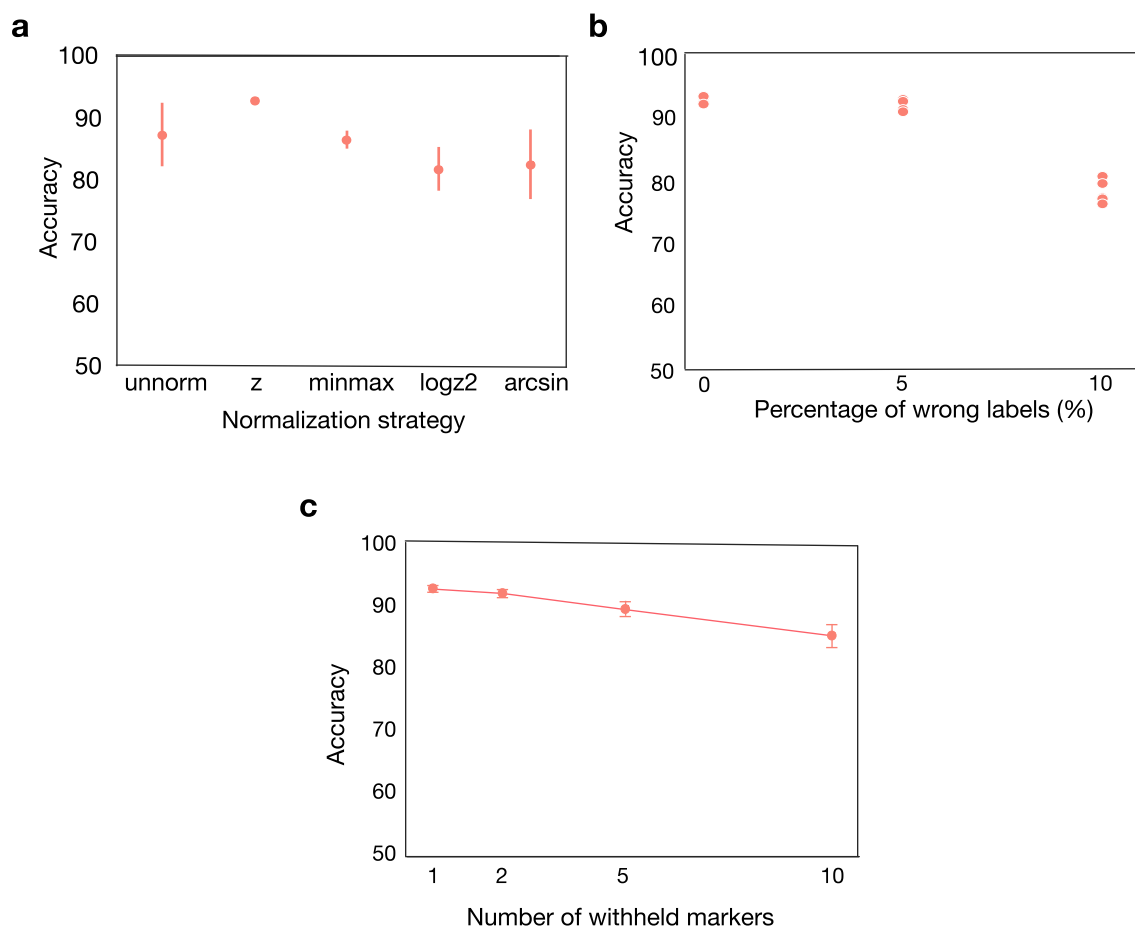 a
100
90
80
70
60
50
Accuracy
unnorm z minmax logz2 arcsin
Normalization strategy
b
100
90
80
70
60
50
Accuracy
0 5 10
Percentage of wrong labels (%)
c
100
90
80
70
60
50
Accuracy
1 2 5 10
Number of withheld markers